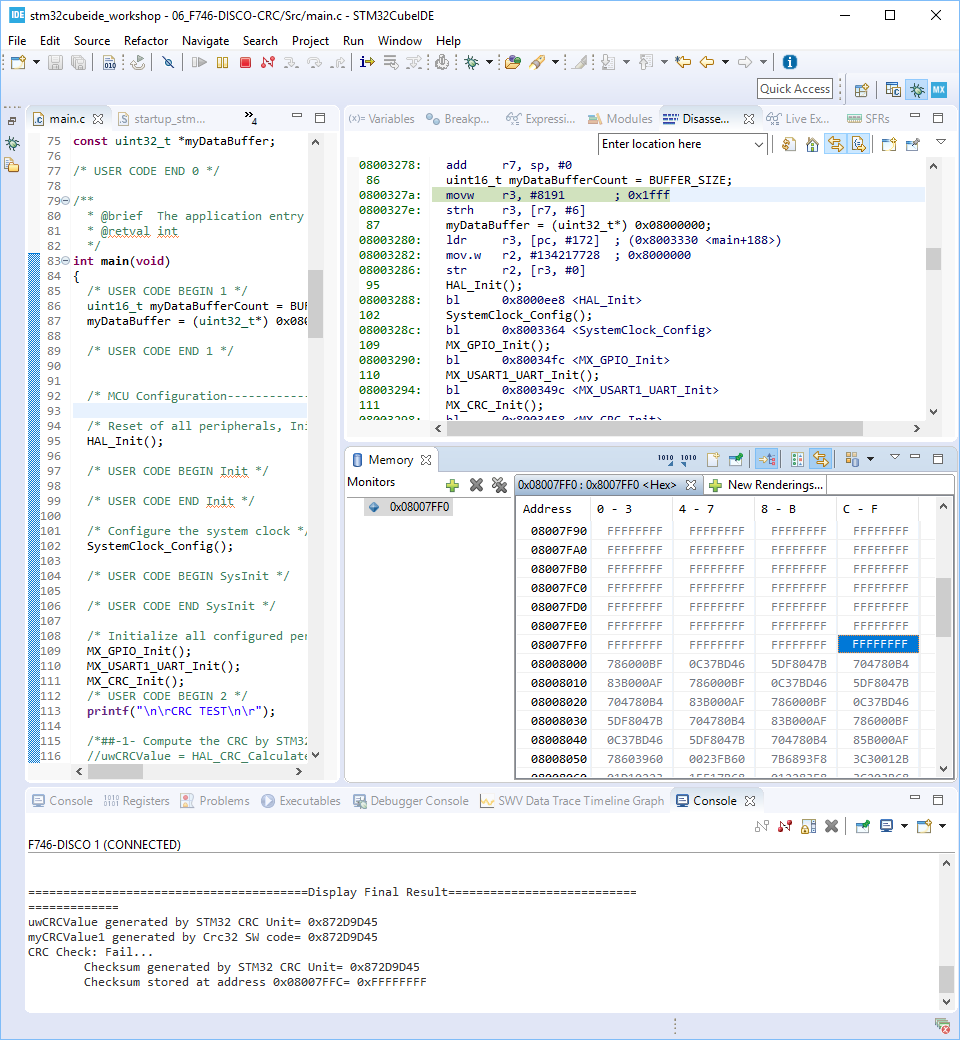 IDE stm32cubeide_workshop - 06_F746-DISCO-CRC/Src/main.c - STM32CubeIDE
File Edit Source Refactor Navigate Search Project Run Window Help
Quick Access
MX
main.c
startup_stm...
»4
75 const uint32_t *myDataBuffer;
76
77 /* USER CODE END 0 */
78
79 /**
80 * @brief The application entry
81 * @retval int
82 */
83 int main(void)
84 {
85 /* USER CODE BEGIN 1 */
86 uint16_t myDataBufferCount = BUF
87 myDataBuffer = (uint32_t*) 0x080
88
89 /* USER CODE END 1 */
90
91
92 /* MCU Configuration------------
93
94 /* Reset of all peripherals, Ini
95 HAL_Init();
96
97 /* USER CODE BEGIN Init */
98
99 /* USER CODE END Init */
100
101 /* Configure the system clock */
102 SystemClock_Config();
103
104 /* USER CODE BEGIN SysInit */
105
106 /* USER CODE END SysInit */
107
108 /* Initialize all configured per
109 MX_GPIO_Init();
110 MX_USART1_UART_Init();
111 MX_CRC_Init();
112 /* USER CODE BEGIN 2 */
113 printf("\n\rCRC TEST\n\r");
114
115 /*##-1- Compute the CRC by STM32
116 //uwCRCValue = HAL_CRC_Calculate
(x)= Variables Breakp... Expressi... Modules Disasse... Live Ex... SFRs
Enter location here
08003278: add r7, sp, #0
86 uint16_t myDataBufferCount = BUFFER_SIZE;
0800327a: movw r3, #8191 ; 0x1fff
0800327e: strh r3, [r7, #6]
87 myDataBuffer = (uint32_t*) 0x08000000;
08003280: ldr r3, [pc, #172] ; (0x8003330 <main+188>)
08003282: mov.w r2, #134217728 ; 0x8000000
08003286: str r2, [r3, #0]
95 HAL_Init();
08003288: bl 0x8000ee8 <HAL_Init>
102 SystemClock_Config();
0800328c: bl 0x8003364 <SystemClock_Config>
109 MX_GPIO_Init();
08003290: bl 0x80034fc <MX_GPIO_Init>
110 MX_USART1_UART_Init();
08003294: bl 0x800349c <MX_USART1_UART_Init>
111 MX_CRC_Init();
08003298: bl 0x8003458 <MX_CRC_Init>
Memory
Monitors
0x08007FF0
0x08007FF0 : 0x8007FF0 <Hex> New Renderings...
Address 0 - 3 4 - 7 8 - B C - F
08007F90 FFFFFFFF FFFFFFFF FFFFFFFF FFFFFFFF
08007FA0 FFFFFFFF FFFFFFFF FFFFFFFF FFFFFFFF
08007FB0 FFFFFFFF FFFFFFFF FFFFFFFF FFFFFFFF
08007FC0 FFFFFFFF FFFFFFFF FFFFFFFF FFFFFFFF
08007FD0 FFFFFFFF FFFFFFFF FFFFFFFF FFFFFFFF
08007FE0 FFFFFFFF FFFFFFFF FFFFFFFF FFFFFFFF
08007FF0 FFFFFFFF FFFFFFFF FFFFFFFF FFFFFFFF
08008000 786000BF 0C37BD46 5DF8047B 704780B4
08008010 83B000AF 786000BF 0C37BD46 5DF8047B
08008020 704780B4 83B000AF 786000BF 0C37BD46
08008030 5DF8047B 704780B4 83B000AF 786000BF
08008040 0C37BD46 5DF8047B 704780B4 85B000AF
08008050 78603960 0023FB60 7B6893F8 3C30012B
08008060
Console Registers Problems Executables Debugger Console SWV Data Trace Timeline Graph Console
F746-DISCO 1 (CONNECTED)
========================================Display Final Result===========================
=============
uwCRCValue generated by STM32 CRC Unit= 0x872D9D45
myCRCValue1 generated by Crc32 SW code= 0x872D9D45
CRC Check: Fail...
Checksum generated by STM32 CRC Unit= 0x872D9D45
Checksum stored at address 0x08007FFC= 0xFFFFFFFF